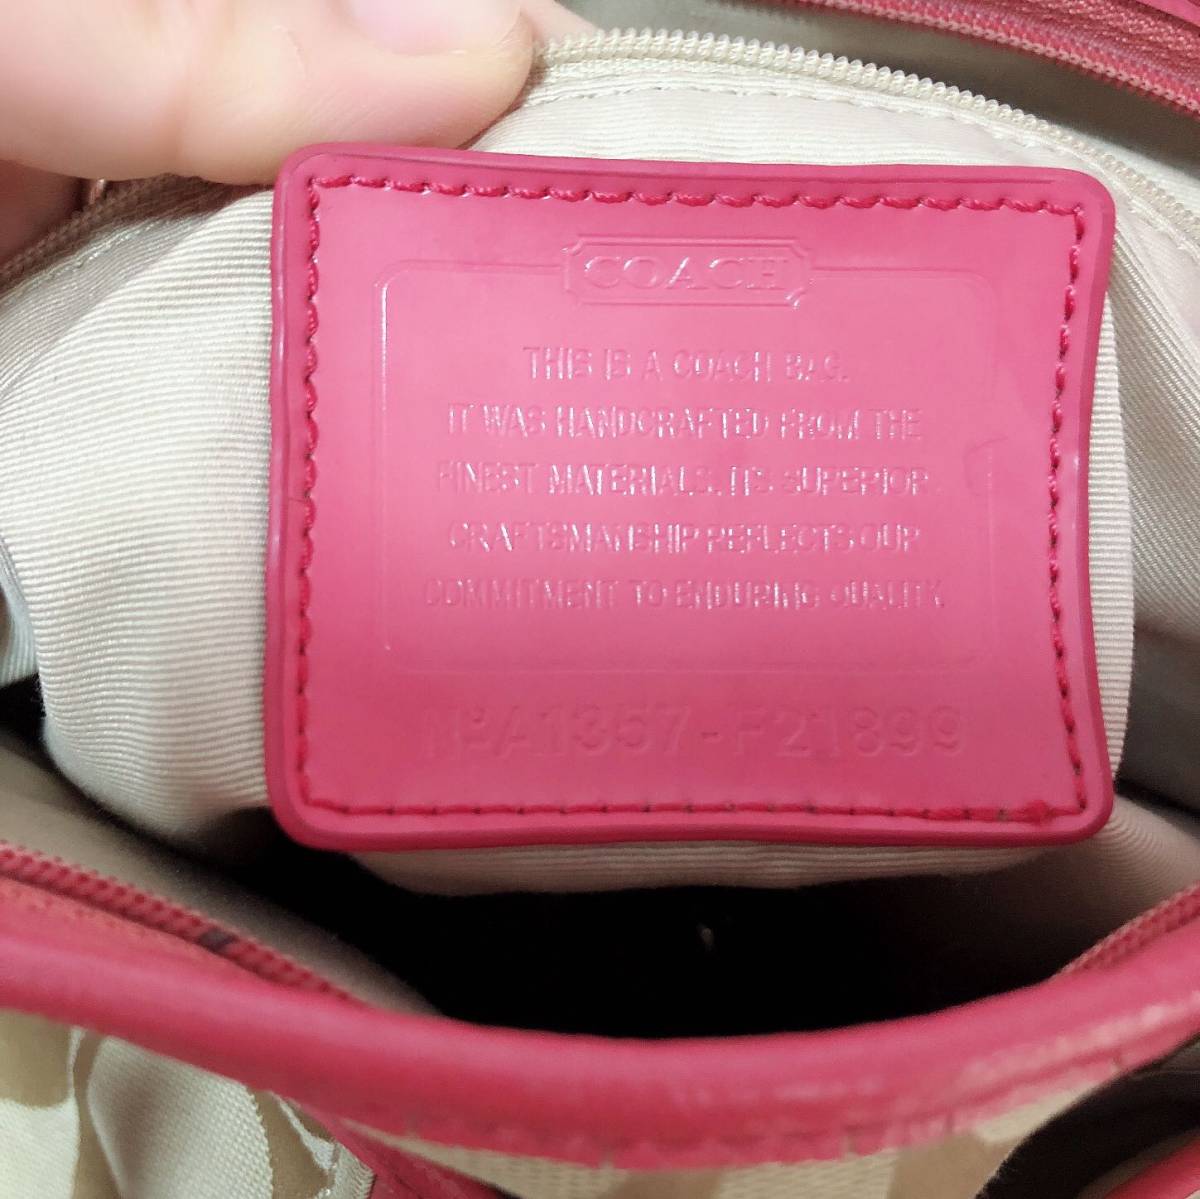 COACH
THIS IS A COACH BAG.
IT WAS HANDCRAFTED FROM THE
FINEST MATERIALS. ITS SUPERIOR
CRAFTSMANSHIP REFLECTS OUR
COMMITMENT TO ENDURING QUALITY.
Nº A1357-F21899